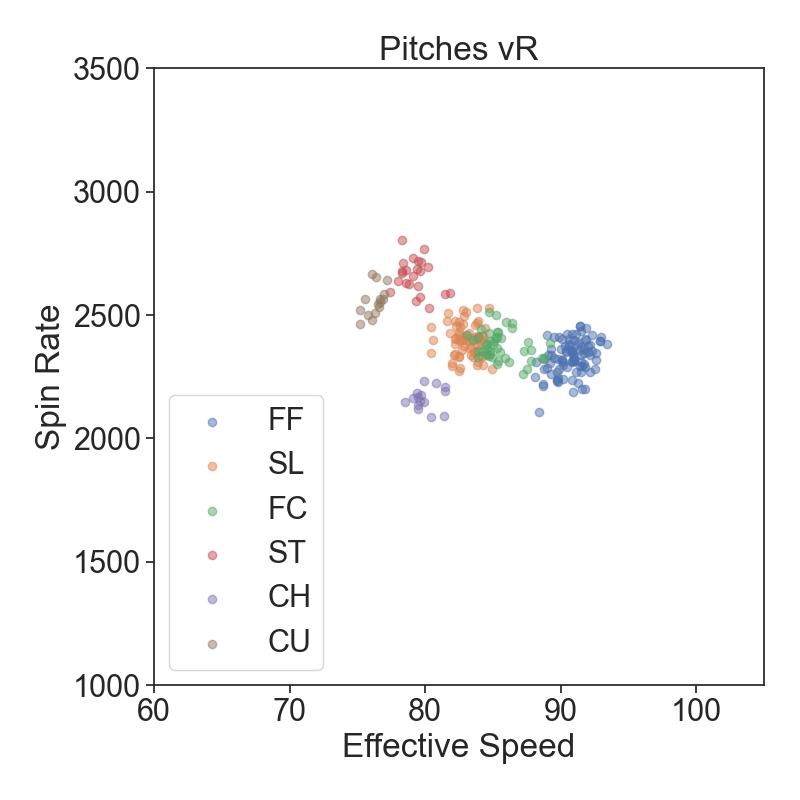 Pitches vR
3500
3000
2500
2000
1500
1000
Spin Rate
FF
SL
FC
ST
CH
CU
60 70 80 90 100
Effective Speed